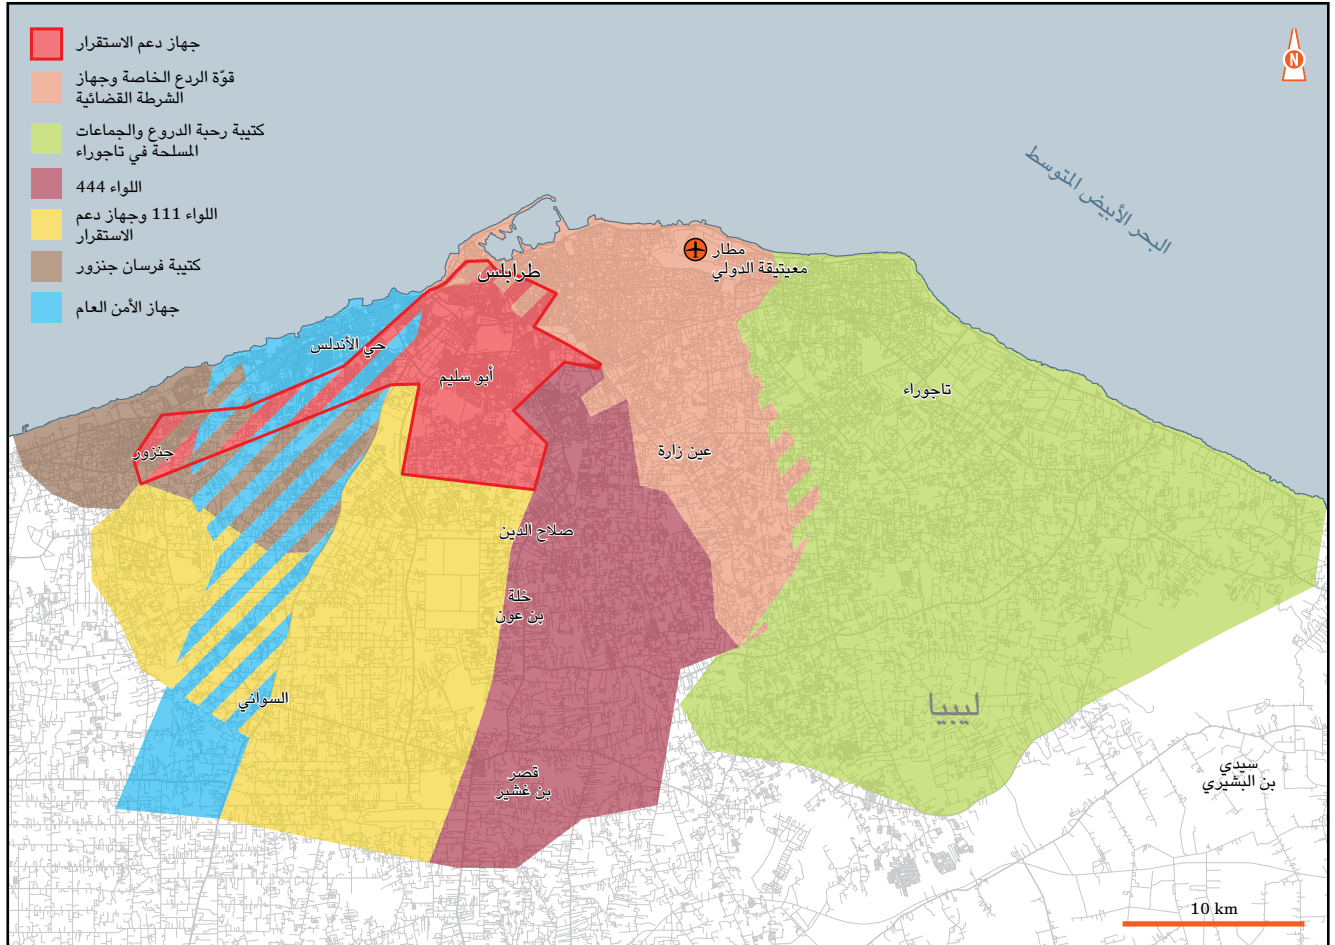 جهاز دعم الاستقرار
قوّة الردع الخاصة وجهاز
الشرطة القضائية
كتيبة رحبة الدروع والجماعات
المسلحة في تاجوراء
اللواء 444
اللواء 111 وجهاز دعم
الاستقرار
كتيبة فرسان جنزور
جهاز الأمن العام
N
البحر الأبيض المتوسط
مطار
معيتيقة الدولي
طرابلس
حي الأندلس
أبو سليم
تاجوراء
جنْزور
عين زارة
صلاح الدين
خلة
بن عون
السواني
ليبيا
قصر
بن غشير
سيدي
بن البشيري
10 km